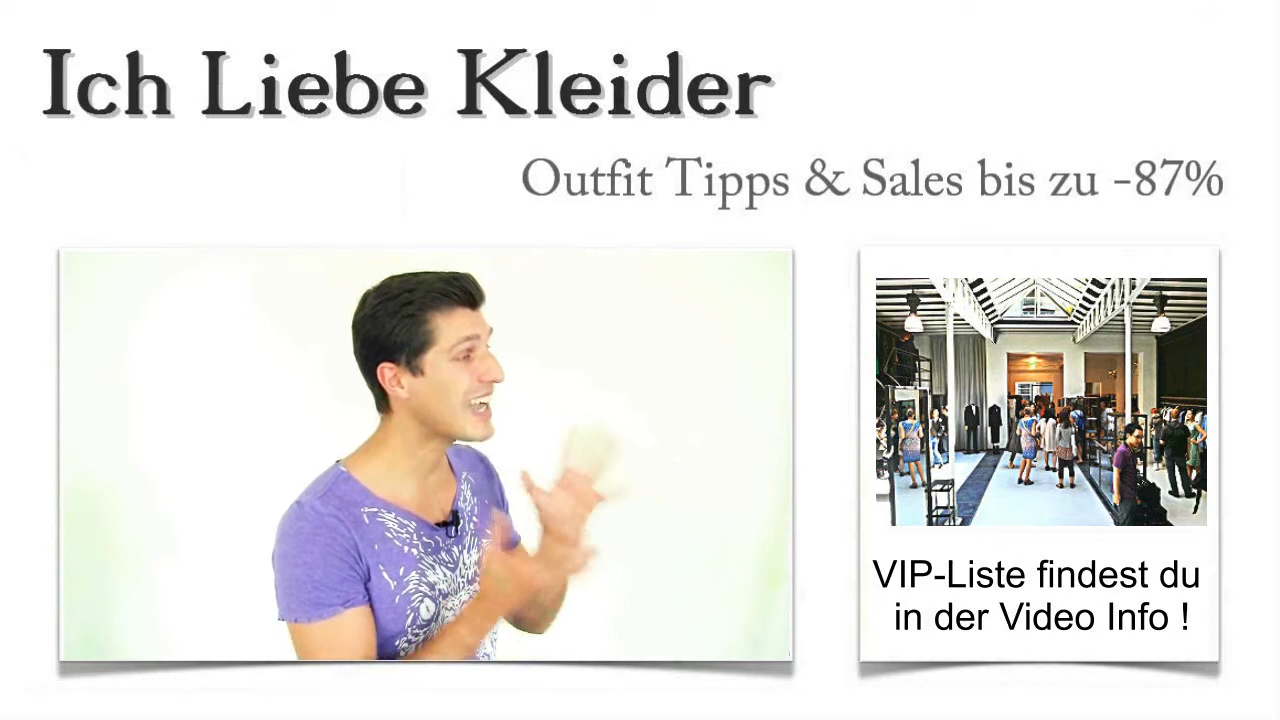 Ich Liebe Kleider
Outfit Tipps & Sales bis zu -87%
VIP-Liste findest du
in der Video Info !